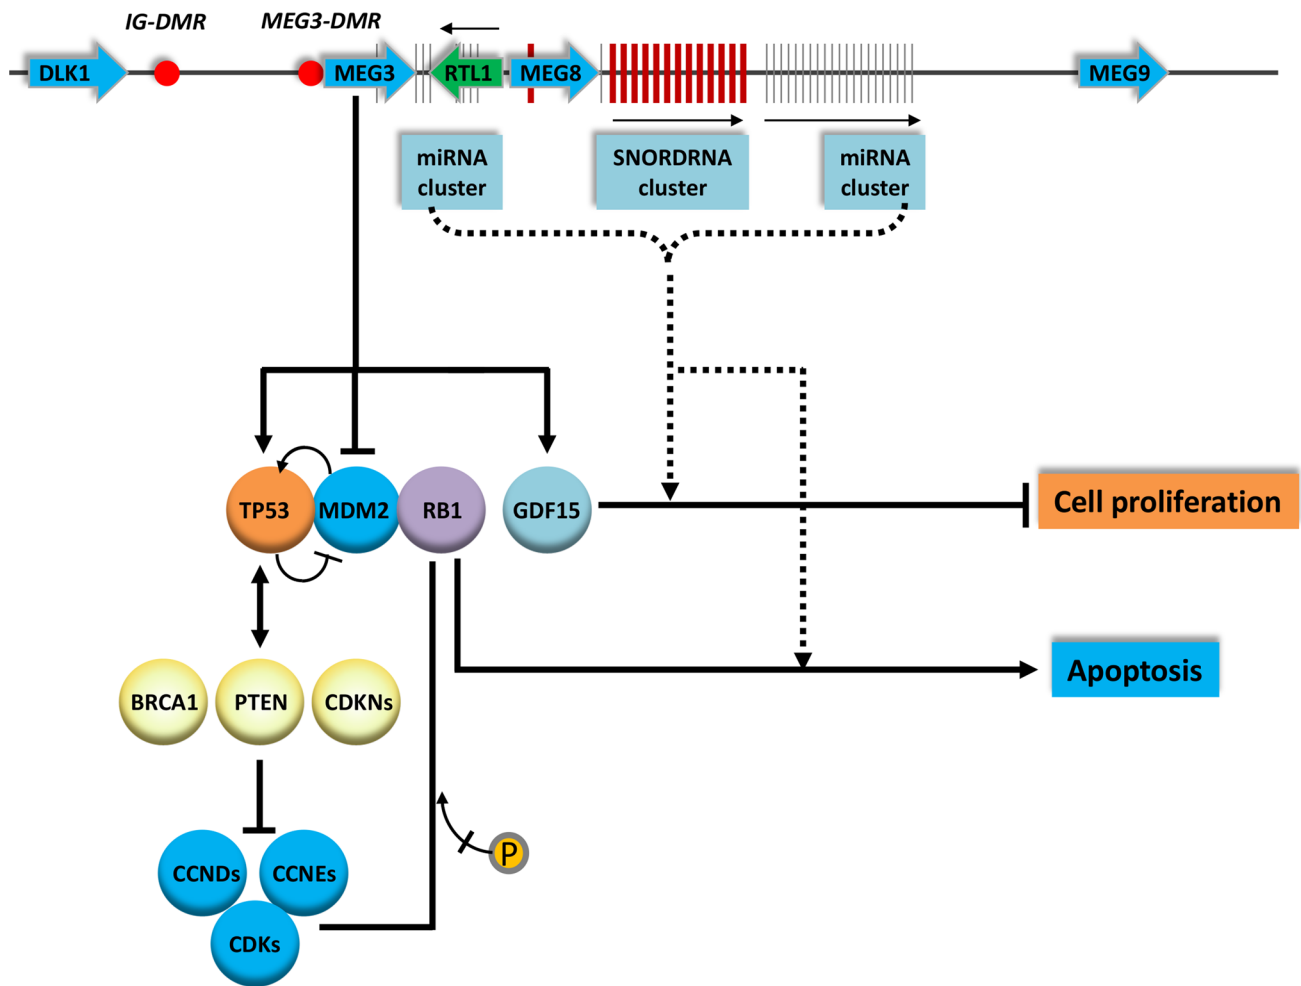 IG-DMR
MEG3-DMR
DLK1
MEG3
RTL1
MEG8
MEG9
miRNA
cluster
SNORDRNA
cluster
miRNA
cluster
TP53
MDM2
RB1
GDF15
Cell proliferation
BRCA1
PTEN
CDKNs
Apoptosis
P
CCNDs
CCNEs
CDKs